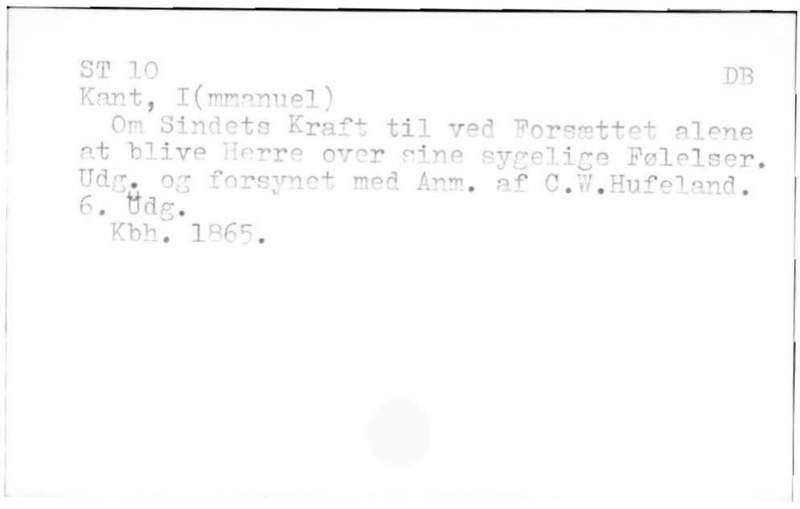 ST 10 DB
Kant, I(mmanuel)
Om Sindets Kraft til ved Forsættet alene
at blive Herre over sine sygelige Følelser.
Udg. og forsynet med Anm. af C.W.Hufeland.
6. Udg.
Kbh. 1865.